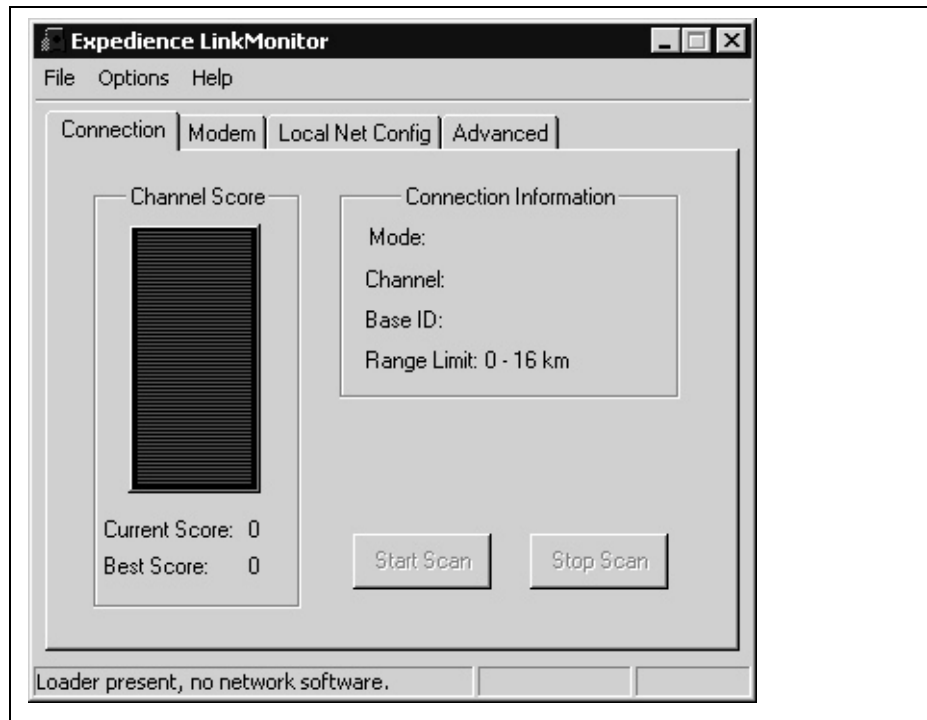 Expedience LinkMonitor
File Options Help
Connection Modem Local Net Config Advanced
Channel Score
Current Score: 0
Best Score: 0
Connection Information
Mode:
Channel:
Base ID:
Range Limit: 0 - 16 km
Start Scan Stop Scan
Loader present, no network software.